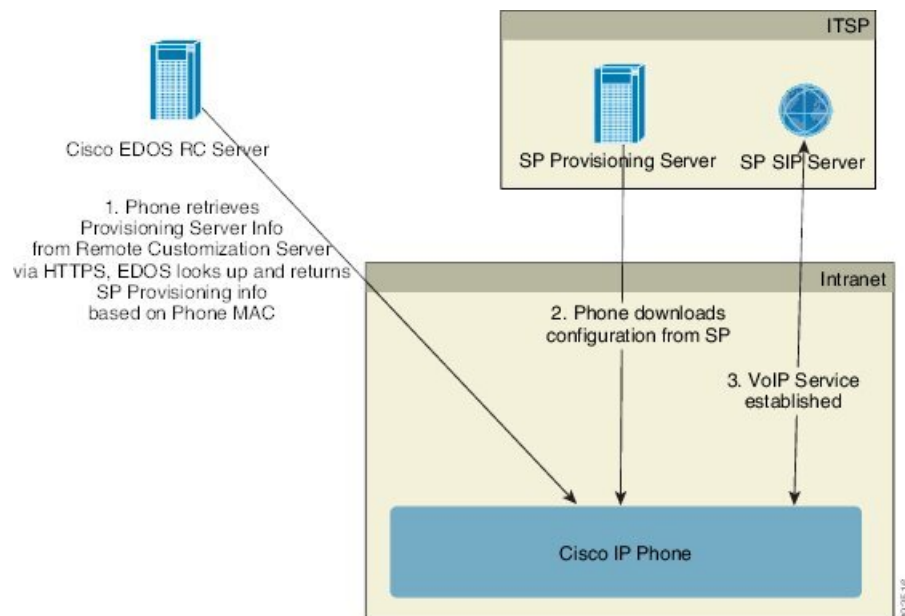 ITSP
Cisco EDOS RC Server
SP Provisioning Server
SP SIP Server
1. Phone retrieves
Provisioning Server Info
from Remote Customization Server
via HTTPS, EDOS looks up and returns
SP Provisioning info
based on Phone MAC
Intranet
2. Phone downloads
configuration from SP
3. VoIP Service
established
Cisco IP Phone